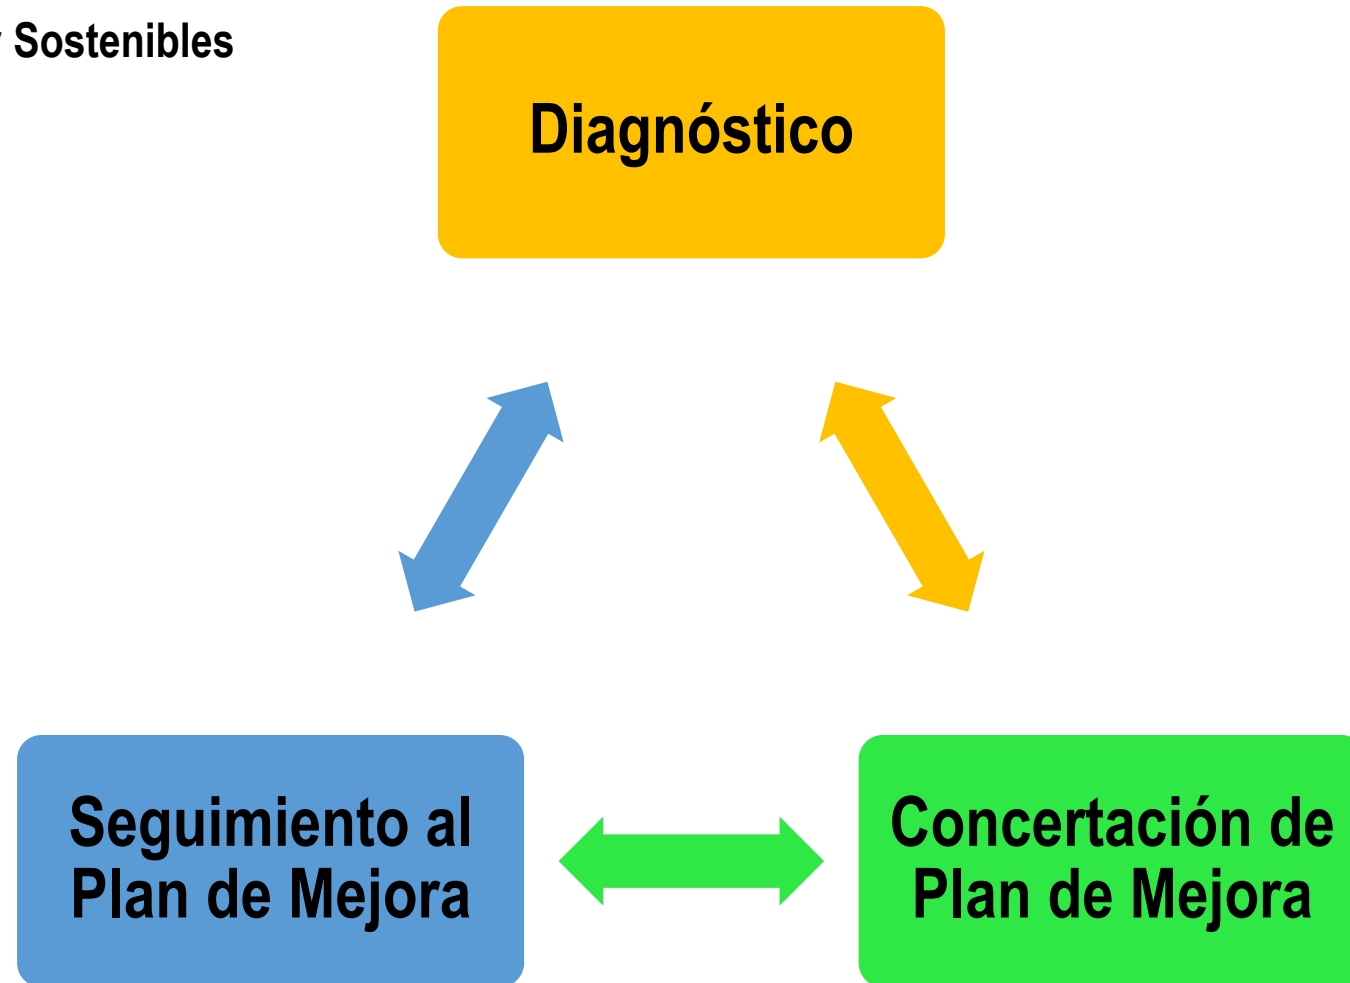 Sostenibles
Diagnóstico
Seguimiento al
Plan de Mejora
Concertación de
Plan de Mejora